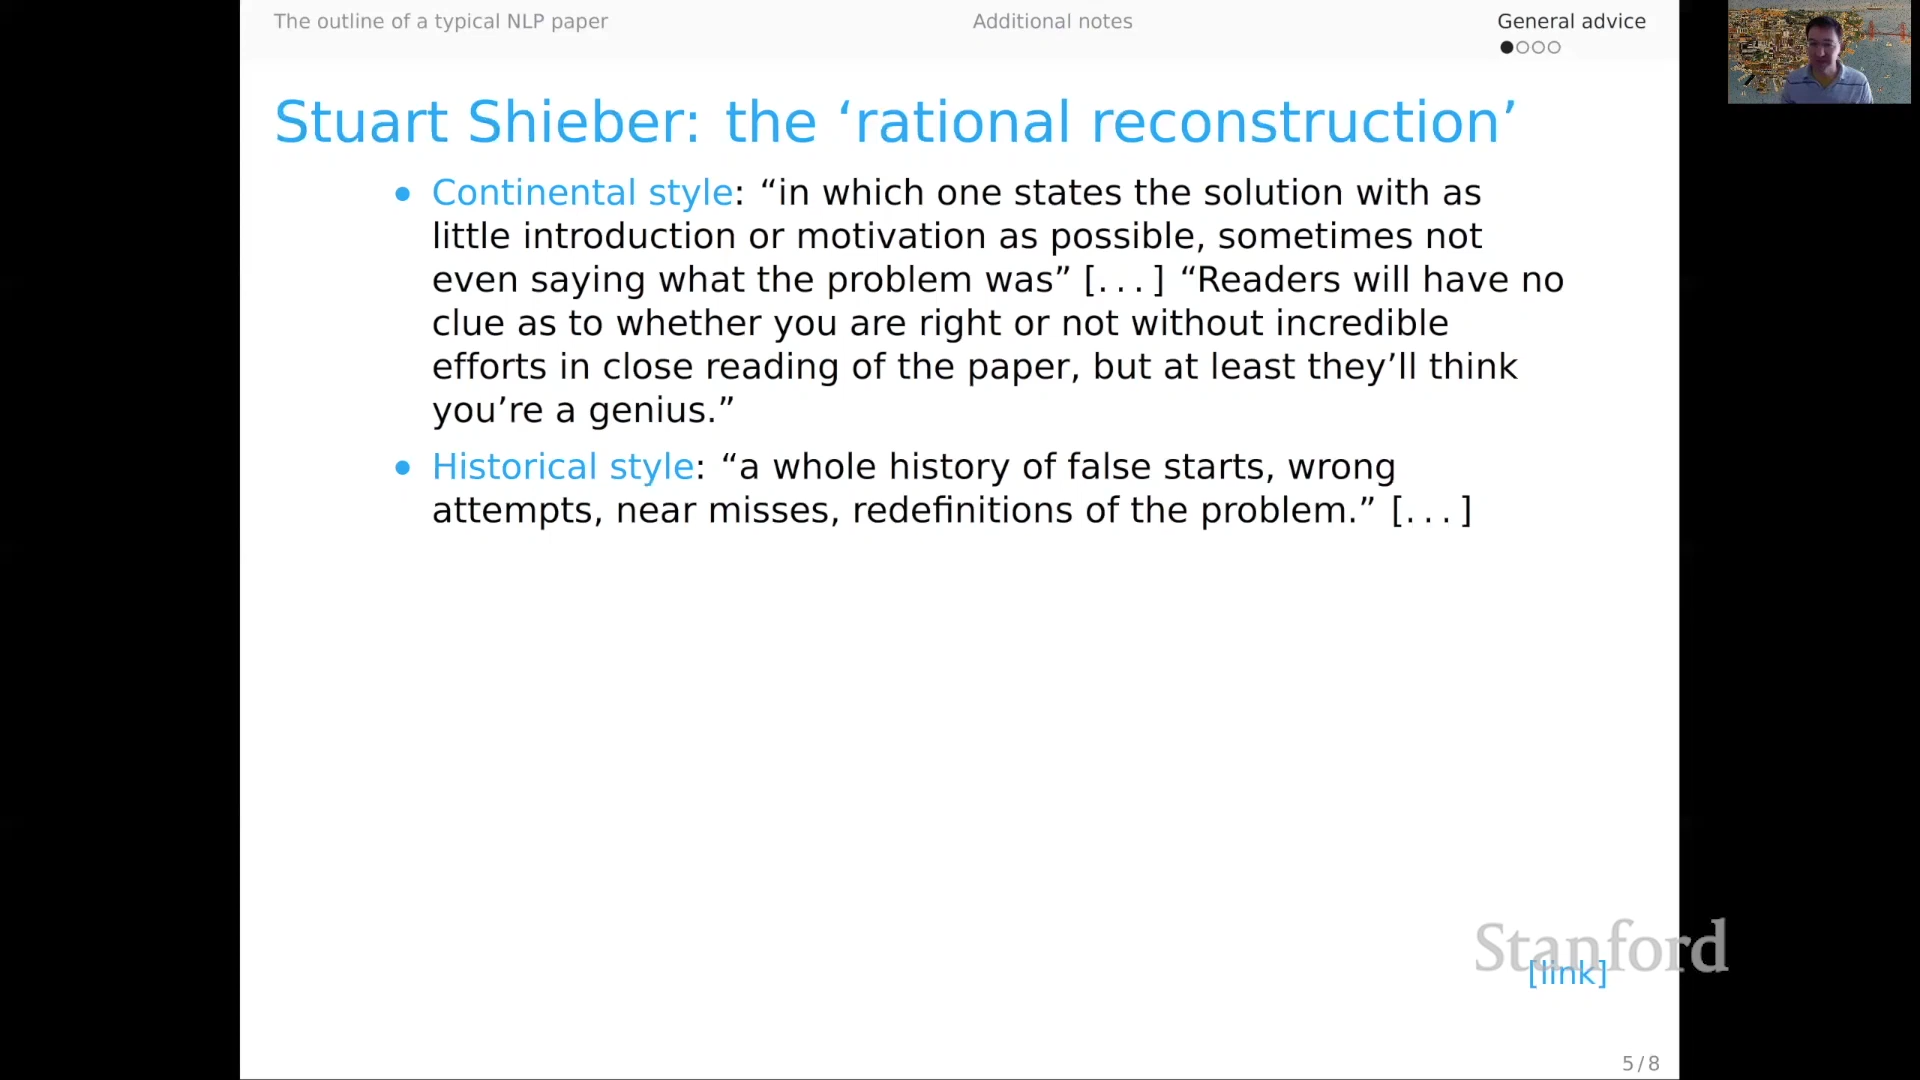 The outline of a typical NLP paper
Additional notes
General advice
Stuart Shieber: the ‘rational reconstruction’
• Continental style: “in which one states the solution with as
little introduction or motivation as possible, sometimes not
even saying what the problem was” [...] “Readers will have no
clue as to whether you are right or not without incredible
efforts in close reading of the paper, but at least they’ll think
you’re a genius.”
• Historical style: “a whole history of false starts, wrong
attempts, near misses, redefinitions of the problem.” [...]
Stanford
[link]
5/8